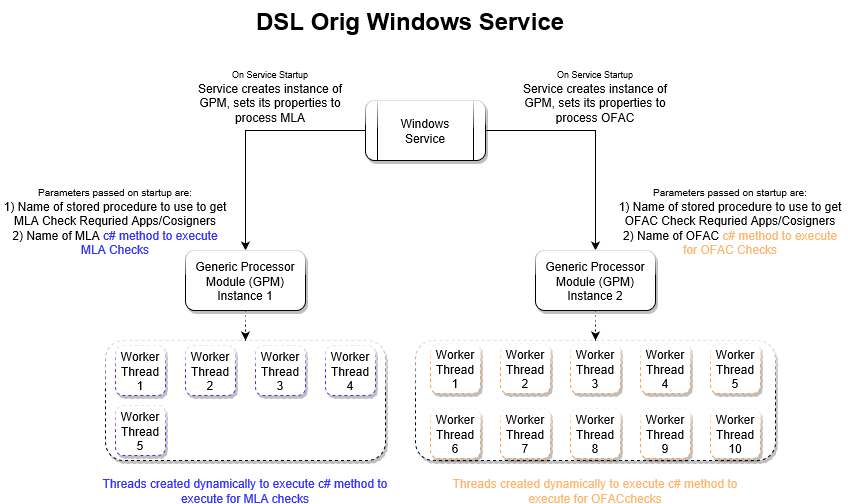 DSL Orig Windows Service
On Service Startup
Service creates instance of
GPM, sets its properties to
process MLA
On Service Startup
Service creates instance of
GPM, sets its properties to
process OFAC
Windows
Service
Parameters passed on startup are:
1) Name of stored procedure to use to get
MLA Check Requried Apps/Cosigners
2) Name of MLA c# method to execute
MLA Checks
Parameters passed on startup are:
1) Name of stored procedure to use to get
OFAC Check Requried Apps/Cosigners
2) Name of OFAC c# method to execute
for OFAC Checks
Generic Processor
Module (GPM)
Instance 1
Generic Processor
Module (GPM)
Instance 2
Worker
Thread
1
Worker
Thread
2
Worker
Thread
3
Worker
Thread
4
Worker
Thread
5
Worker
Thread
1
Worker
Thread
2
Worker
Thread
3
Worker
Thread
4
Worker
Thread
5
Worker
Thread
6
Worker
Thread
7
Worker
Thread
8
Worker
Thread
9
Worker
Thread
10
Threads created dynamically to execute c# method to
execute for MLA checks
Threads created dynamically to execute c# method to
execute for OFACchecks